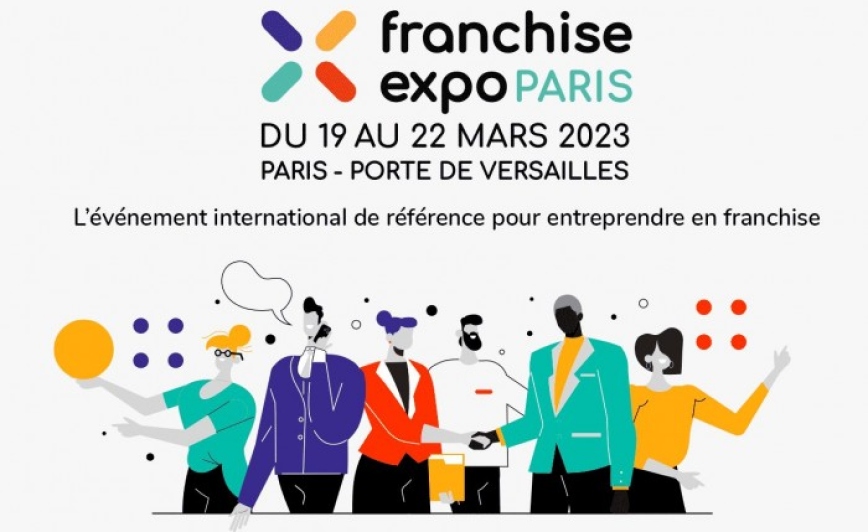 franchise
expo PARIS
DU 19 AU 22 MARS 2023
PARIS - PORTE DE VERSAILLES
L'événement international de référence pour entreprendre en franchise